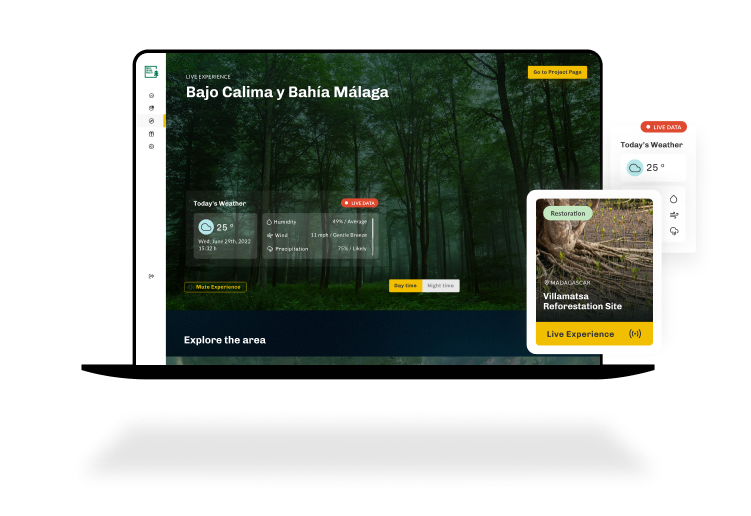 LIVE EXPERIENCE
Bajo Calima y Bahía Málaga
Go to Project Page
Today's Weather
LIVE DATA
25 °
Wed, June 29th, 2022
15:32 h
Humidity
49% / Average
Wind
11 mph / Gentle Breeze
Precipitation
75% / Likely
Mute Experience
Day time
Night time
Explore the area
LIVE DATA
Today's Weather
25 °
Restoration
MADAGASCAR
Villamatsa
Reforestation Site
Live Experience